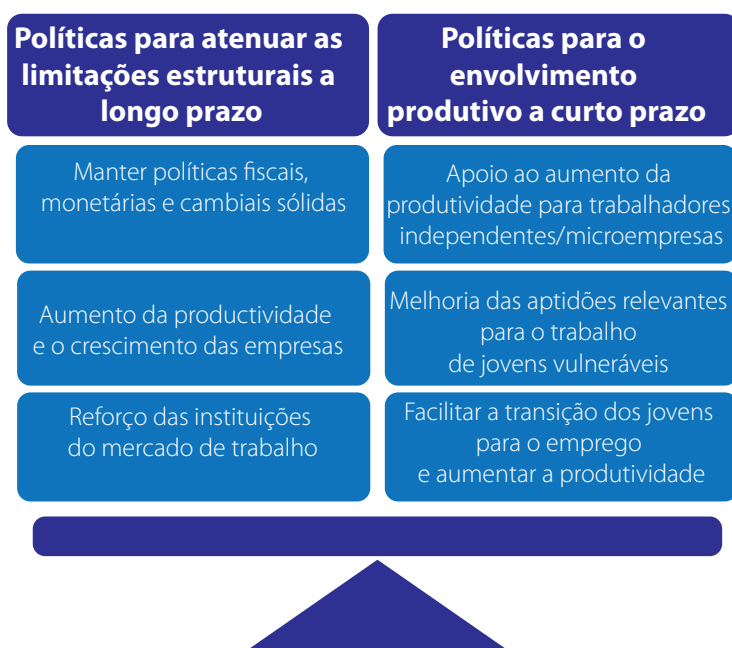 Políticas para atenuar as
limitações estruturais a
longo prazo
Manter políticas fiscais,
monetárias e cambiais sólidas
Aumento da productividade
e o crescimento das empresas
Reforço das instituições
do mercado de trabalho
Políticas para o
envolvimento
produtivo a curto prazo
Apoio ao aumento da
produtividade para trabalhadores
independentes/microempresas
Melhoria das aptidões relevantes
para o trabalho
de jovens vulneráveis
Facilitar a transição dos jovens
para o emprego
e aumentar a produtividade